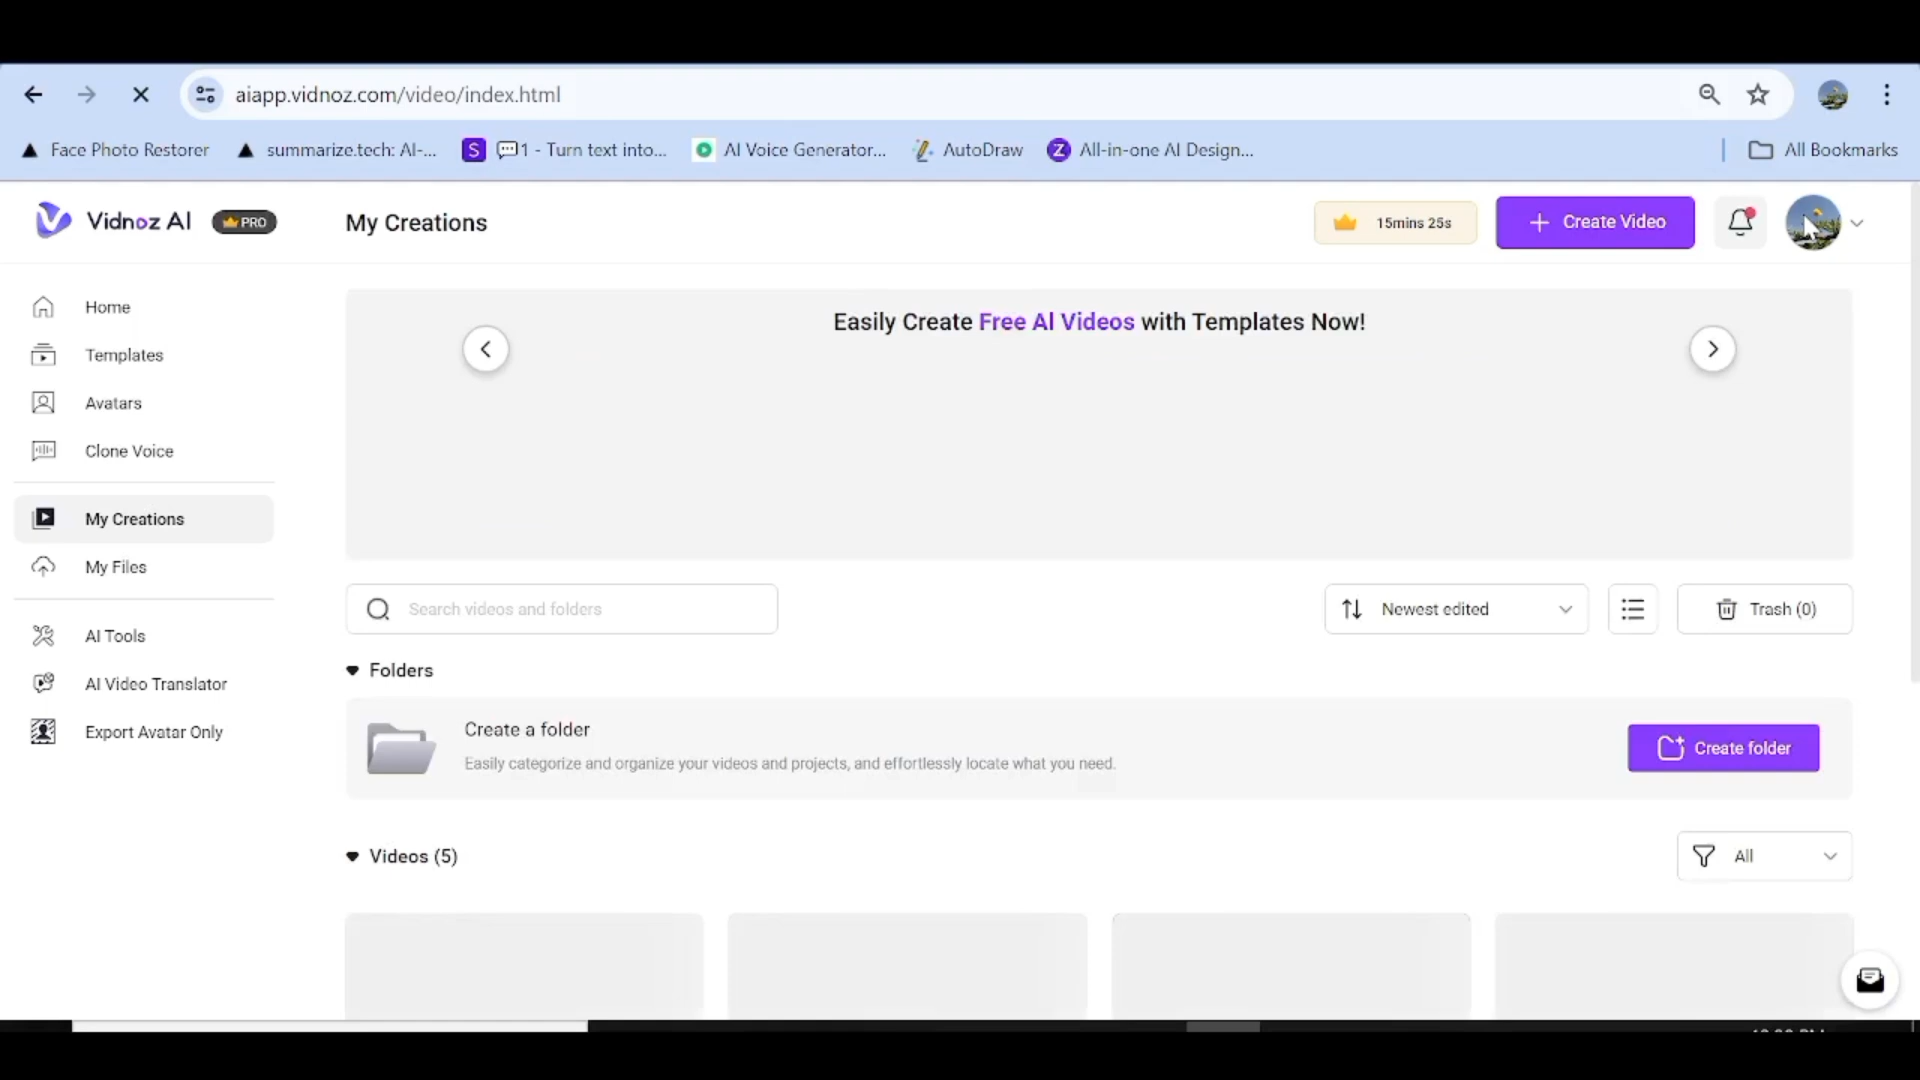 aiapp.vidnoz.com/video/index.html
Face Photo Restorer
summarize.tech: AI-...
S
1 - Turn text into...
AI Voice Generator...
AutoDraw
Z
All-in-one AI Design...
All Bookmarks
Vidnoz AI
PRO
My Creations
15mins 25s
+ Create Video
Home
Templates
Avatars
Clone Voice
My Creations
My Files
AI Tools
AI Video Translator
Export Avatar Only
Easily Create Free AI Videos with Templates Now!
Search videos and folders
Newest edited
Trash (0)
Folders
Create a folder
Easily categorize and organize your videos and projects, and effortlessly locate what you need.
Create folder
Videos (5)
All